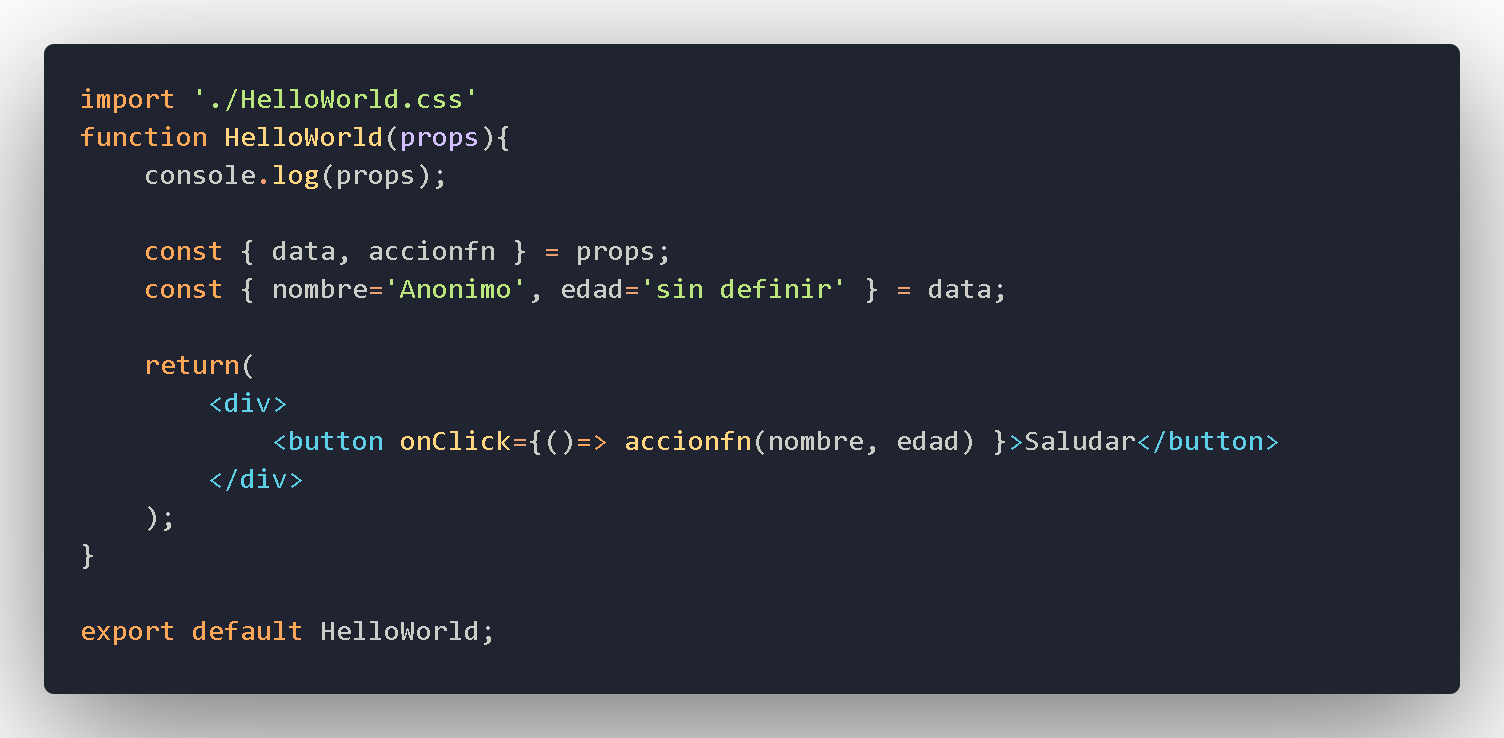 import './HelloWorld.css'
function HelloWorld(props){
    console.log(props);

    const { data, accionfn } = props;
    const { nombre='Anonimo', edad='sin definir' } = data;

    return(
        <div>
            <button onClick={()=> accionfn(nombre, edad) }>Saludar</button>
        </div>
    );
}

export default HelloWorld;